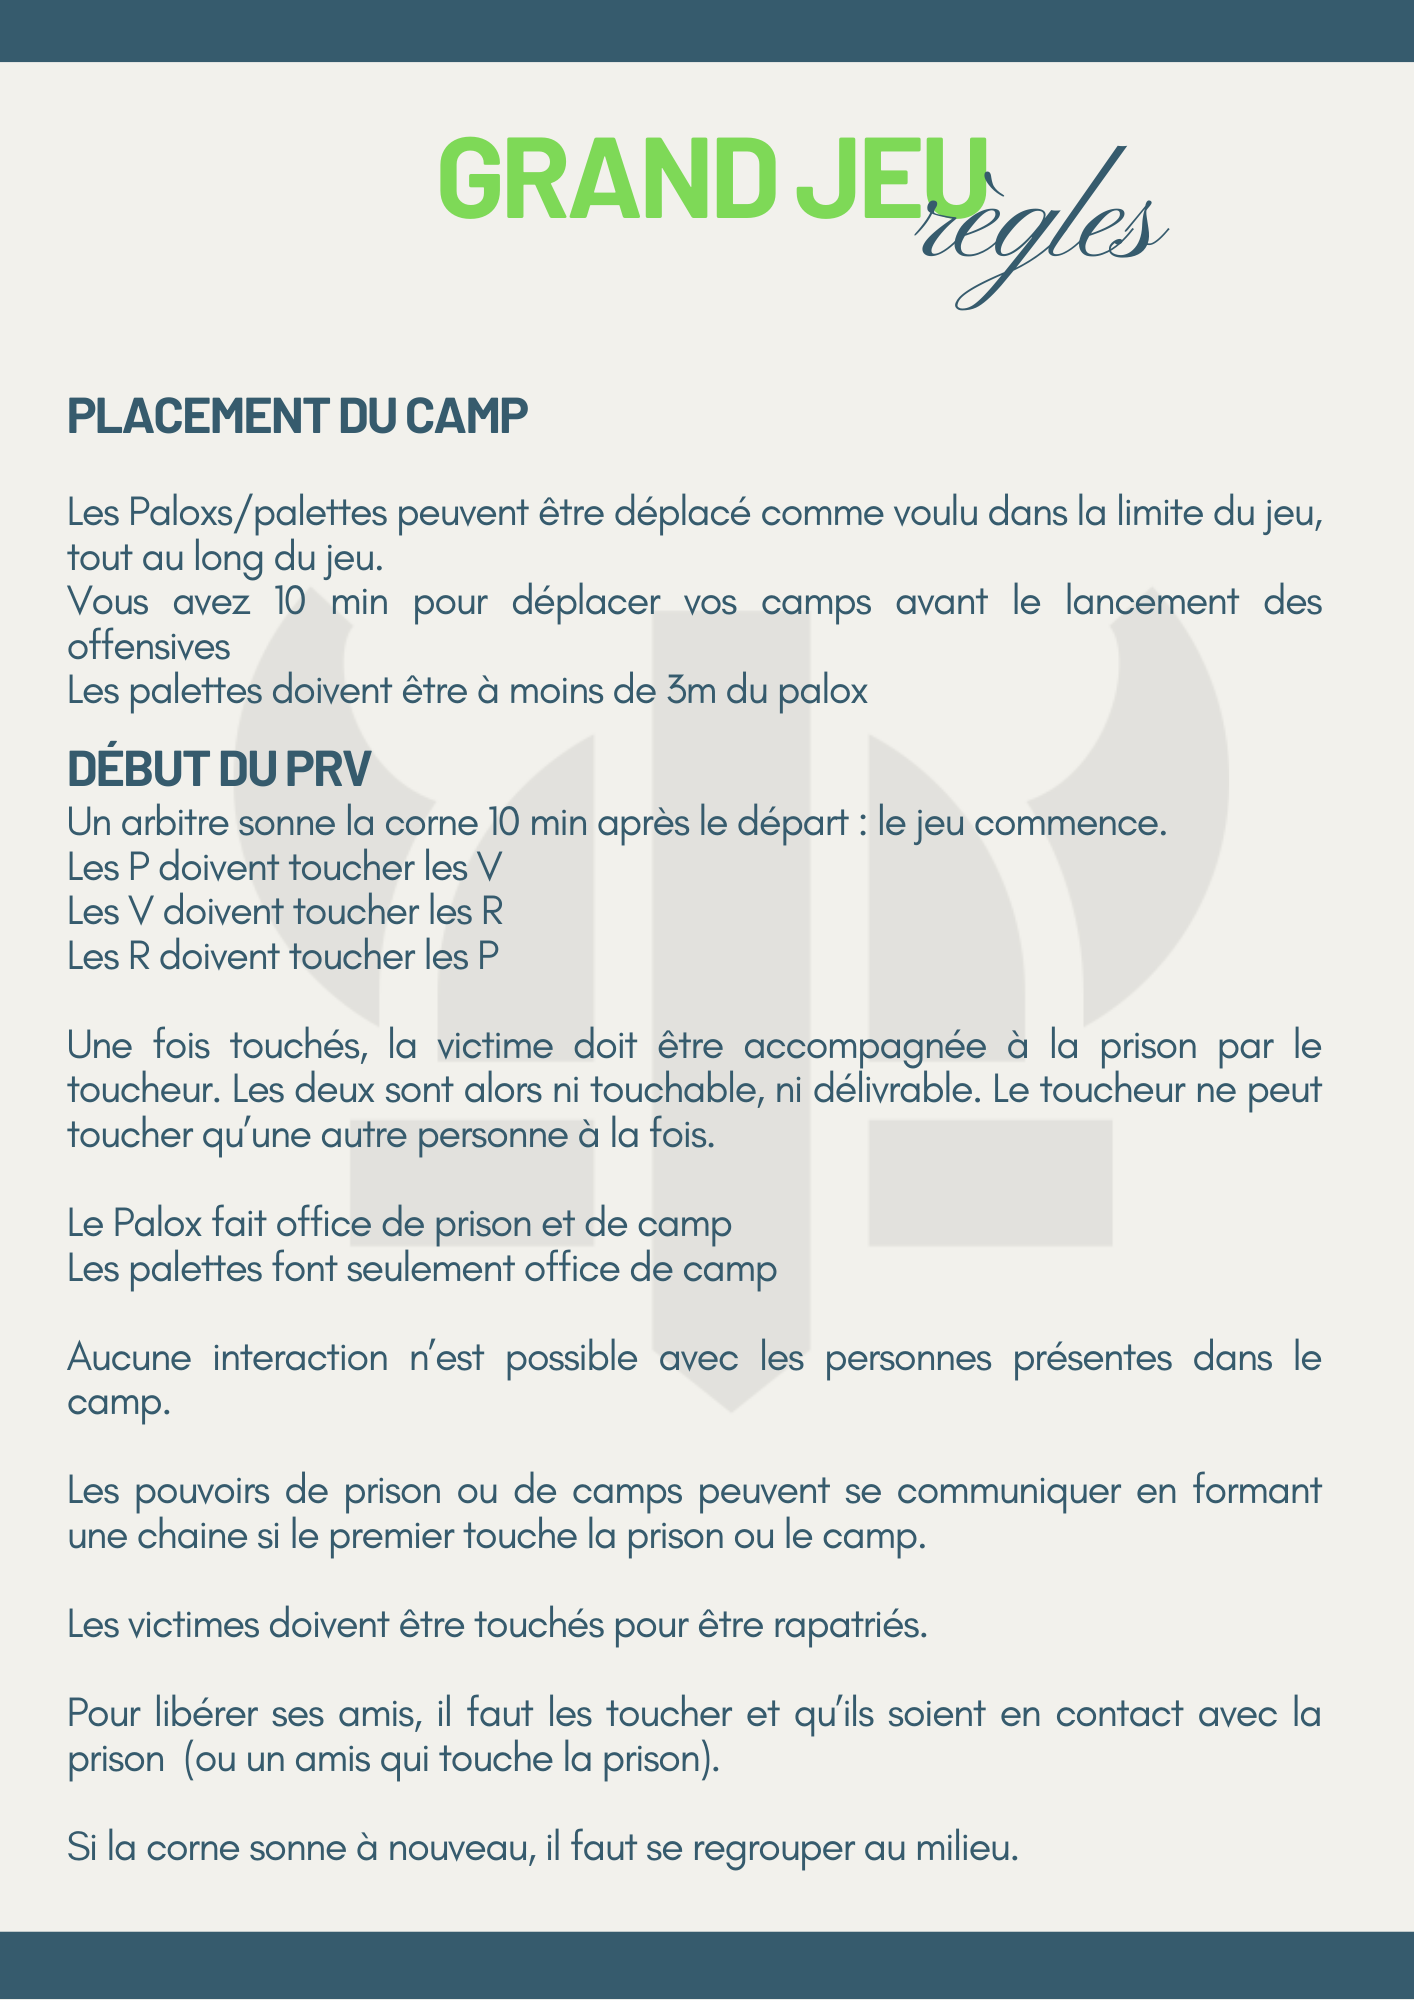 GRAND JEU
règles
PLACEMENT DU CAMP
Les Paloxs/palettes peuvent être déplacé comme voulu dans la limite du jeu,
tout au long du jeu.
Vous avez 10 min pour déplacer vos camps avant le lancement des
offensives
Les palettes doivent être à moins de 3m du palox
DÉBUT DU PRV
Un arbitre sonne la corne 10 min après le départ : le jeu commence.
Les P doivent toucher les V
Les V doivent toucher les R
Les R doivent toucher les P
Une fois touchés, la victime doit être accompagnée à la prison par le
toucheur. Les deux sont alors ni touchable, ni délivrable. Le toucheur ne peut
toucher qu’une autre personne à la fois.
Le Palox fait office de prison et de camp
Les palettes font seulement office de camp
Aucune interaction n’est possible avec les personnes présentes dans le
camp.
Les pouvoirs de prison ou de camps peuvent se communiquer en formant
une chaine si le premier touche la prison ou le camp.
Les victimes doivent être touchés pour être rapatriés.
Pour libérer ses amis, il faut les toucher et qu’ils soient en contact avec la
prison  (ou un amis qui touche la prison).
Si la corne sonne à nouveau, il faut se regrouper au milieu.